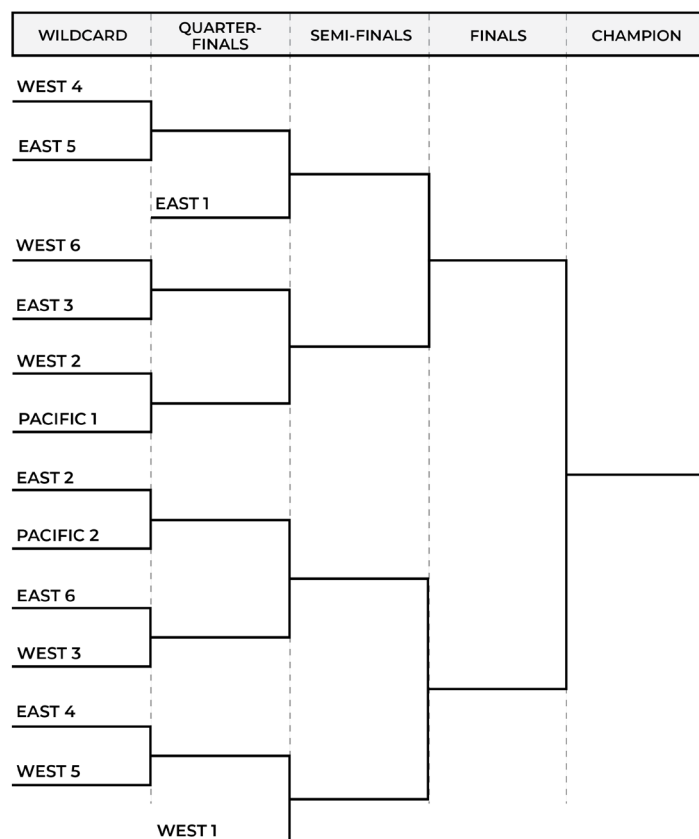 WILDCARD
QUARTER-
FINALS
SEMI-FINALS
FINALS
CHAMPION
WEST 4
EAST 5
EAST 1
WEST 6
EAST 3
WEST 2
PACIFIC 1
EAST 2
PACIFIC 2
EAST 6
WEST 3
EAST 4
WEST 5
WEST 1